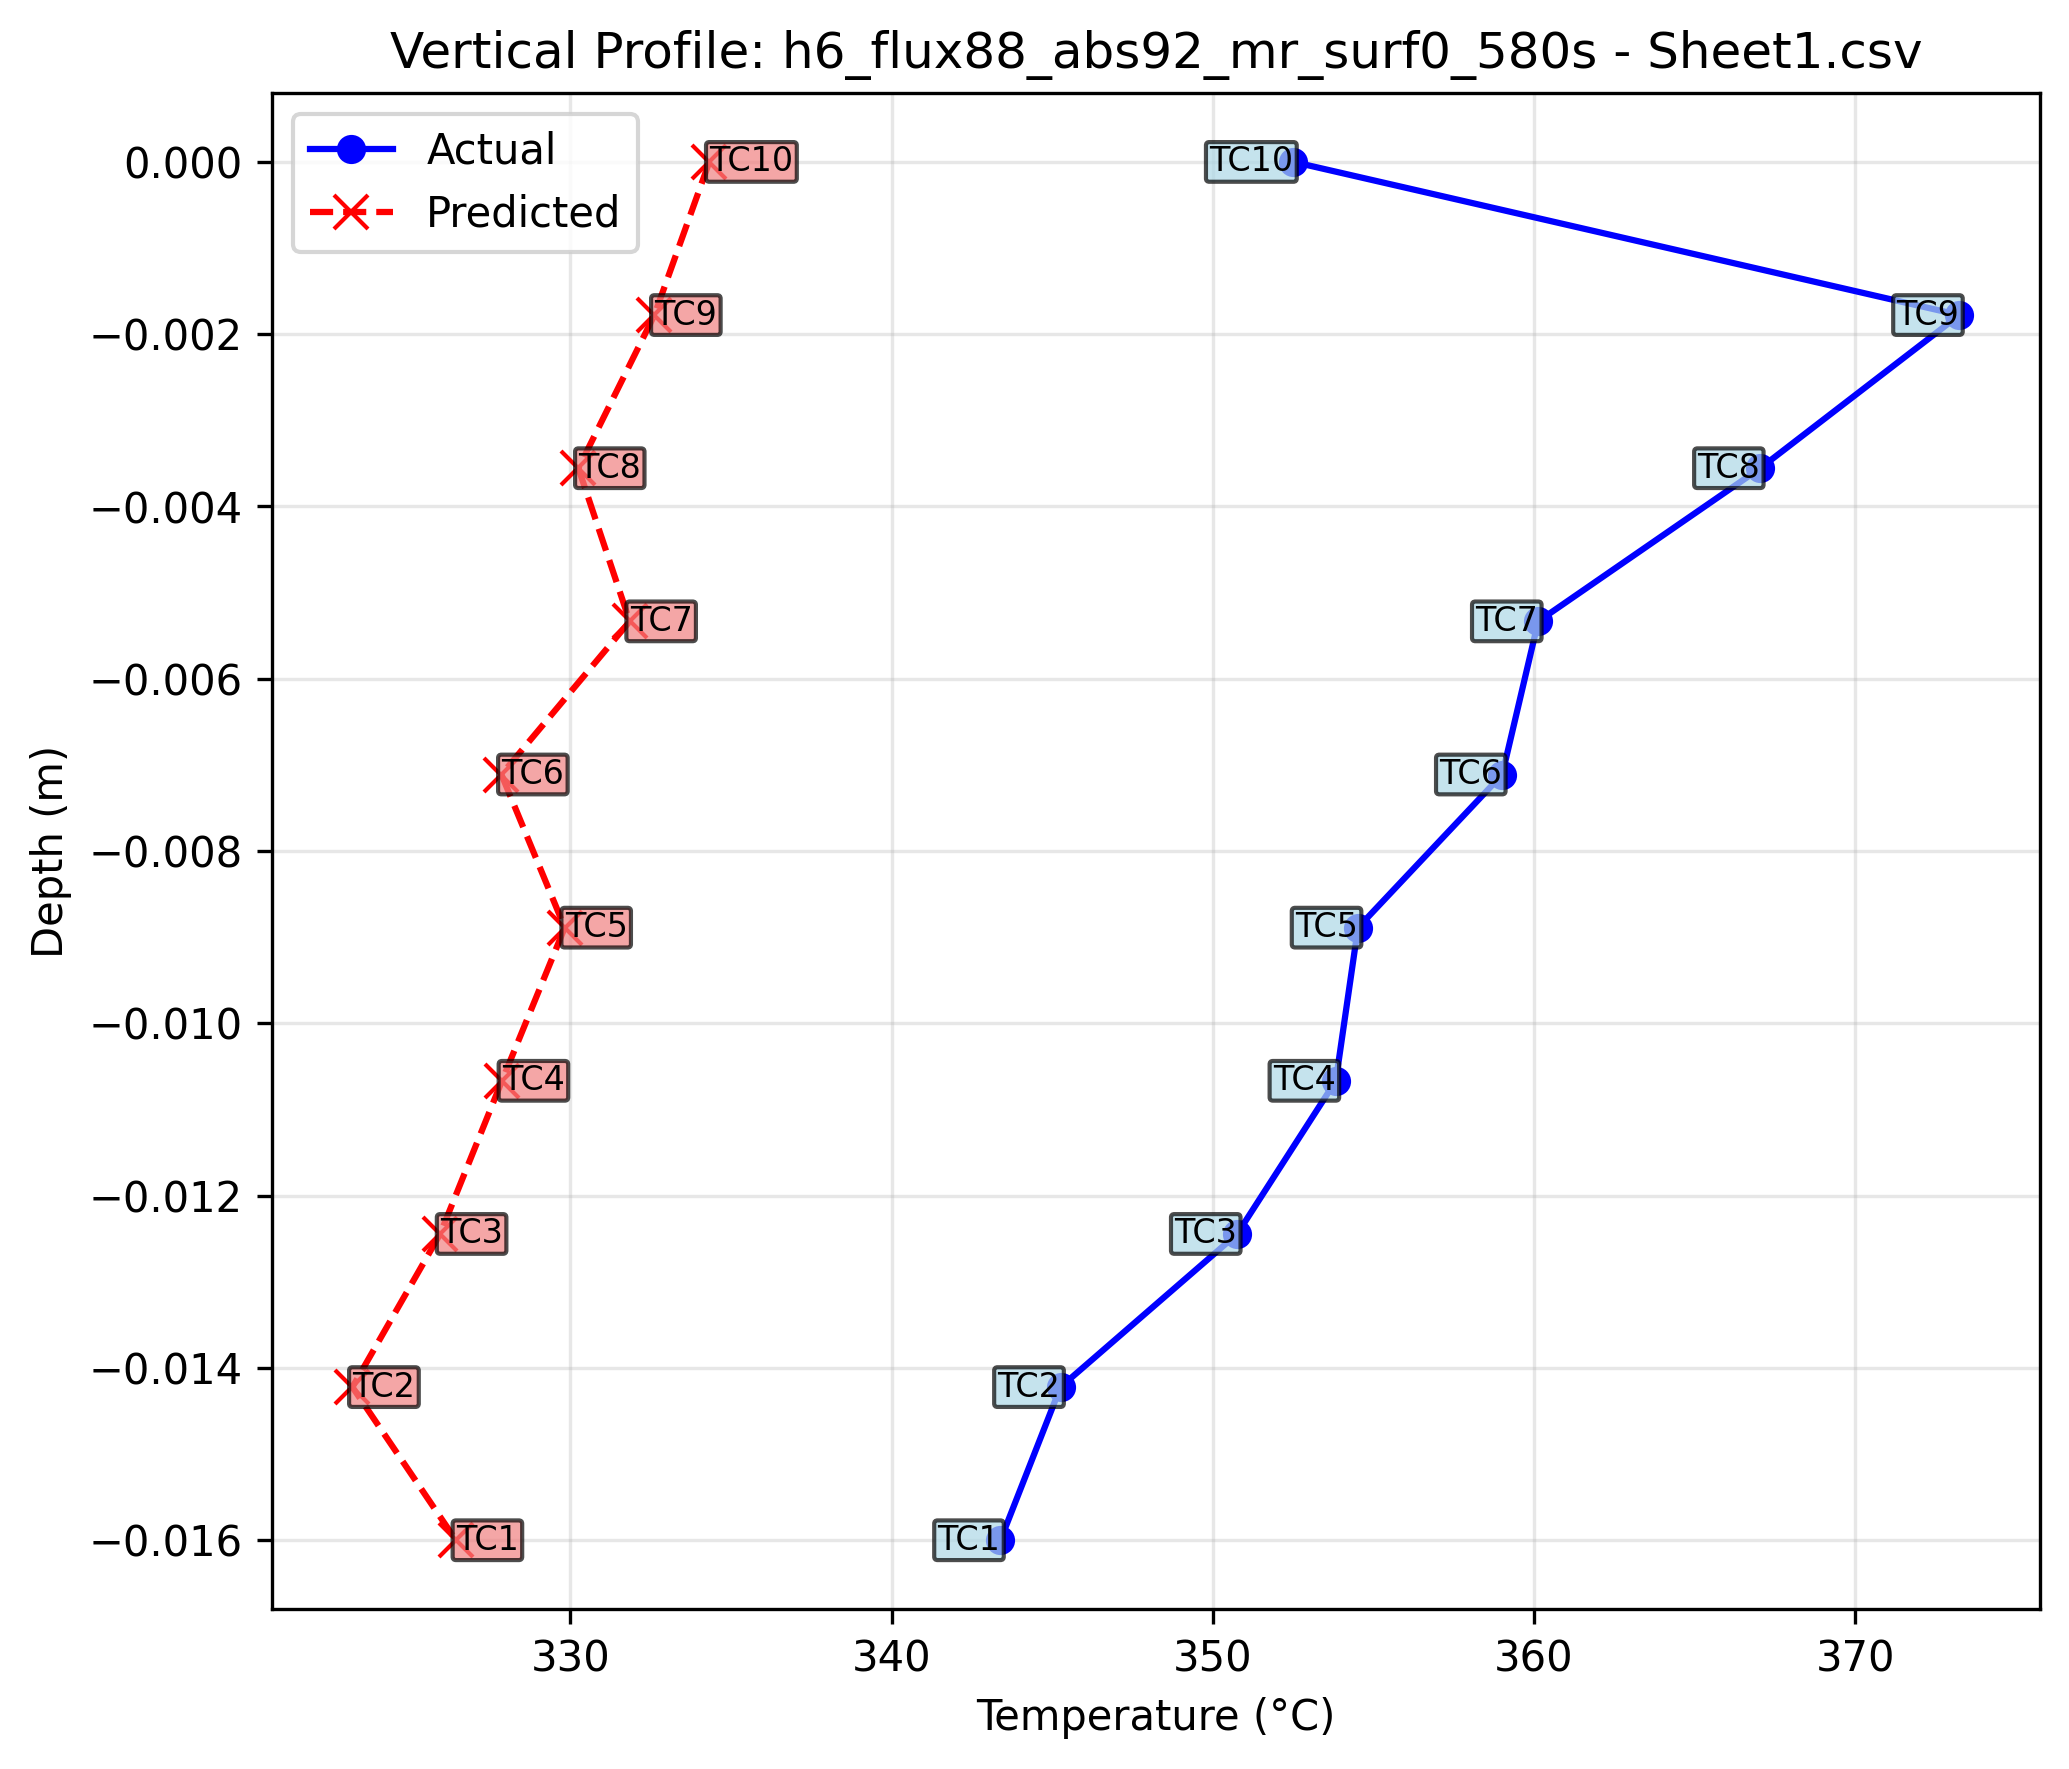 Vertical Profile: h6_flux88_abs92_mr_surf0_580s - Sheet1.csv
Actual
Predicted
0.000
−0.002
−0.004
−0.006
−0.008
−0.010
−0.012
−0.014
−0.016
Depth (m)
TC10
TC10
TC9
TC9
TC8
TC8
TC7
TC7
TC6
TC6
TC5
TC5
TC4
TC4
TC3
TC3
TC2
TC2
TC1
TC1
330 340 350 360 370
Temperature (°C)